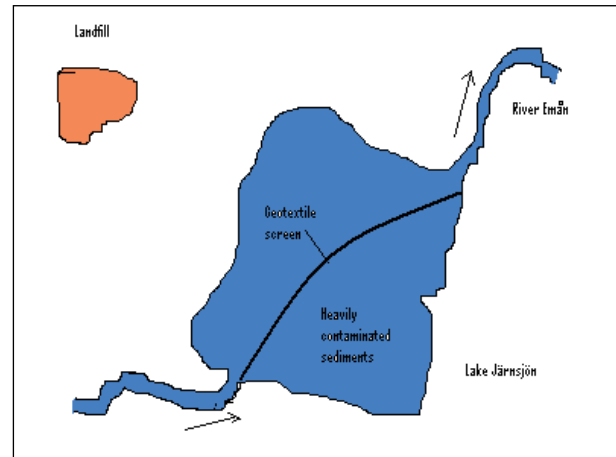 Landfill
River Emån
Geotextile
screen
Heavily
contaminated
sediments
Lake Järnsjön